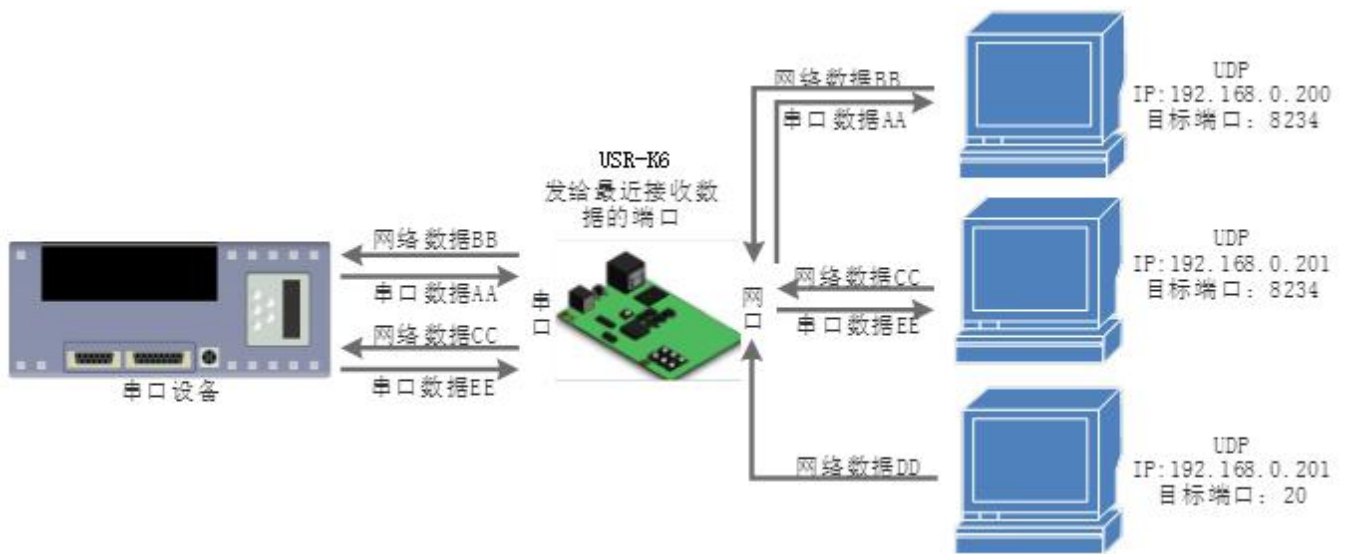 网络数据BB
串口数据AA
UDP
IP:192.168.0.200
目标端口：8234
USR-K6
发给最近接收数
据的端口
网络数据BB
串口数据AA
网络数据CC
串口数据EE
串口设备
串口
网口
网络数据CC
串口数据EE
UDP
IP:192.168.0.201
目标端口：8234
网络数据DD
UDP
IP:192.168.0.201
目标端口：20